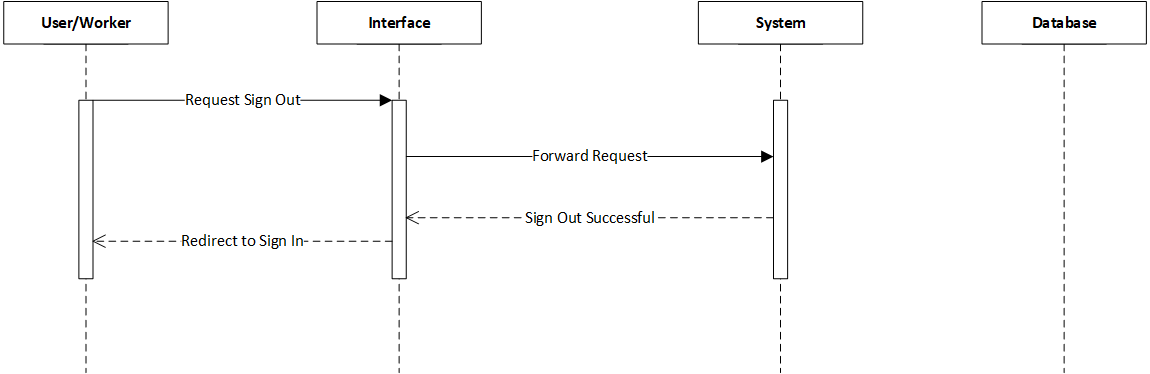 User/Worker
Interface
System
Database
Request Sign Out
Forward Request
Sign Out Successful
Redirect to Sign In